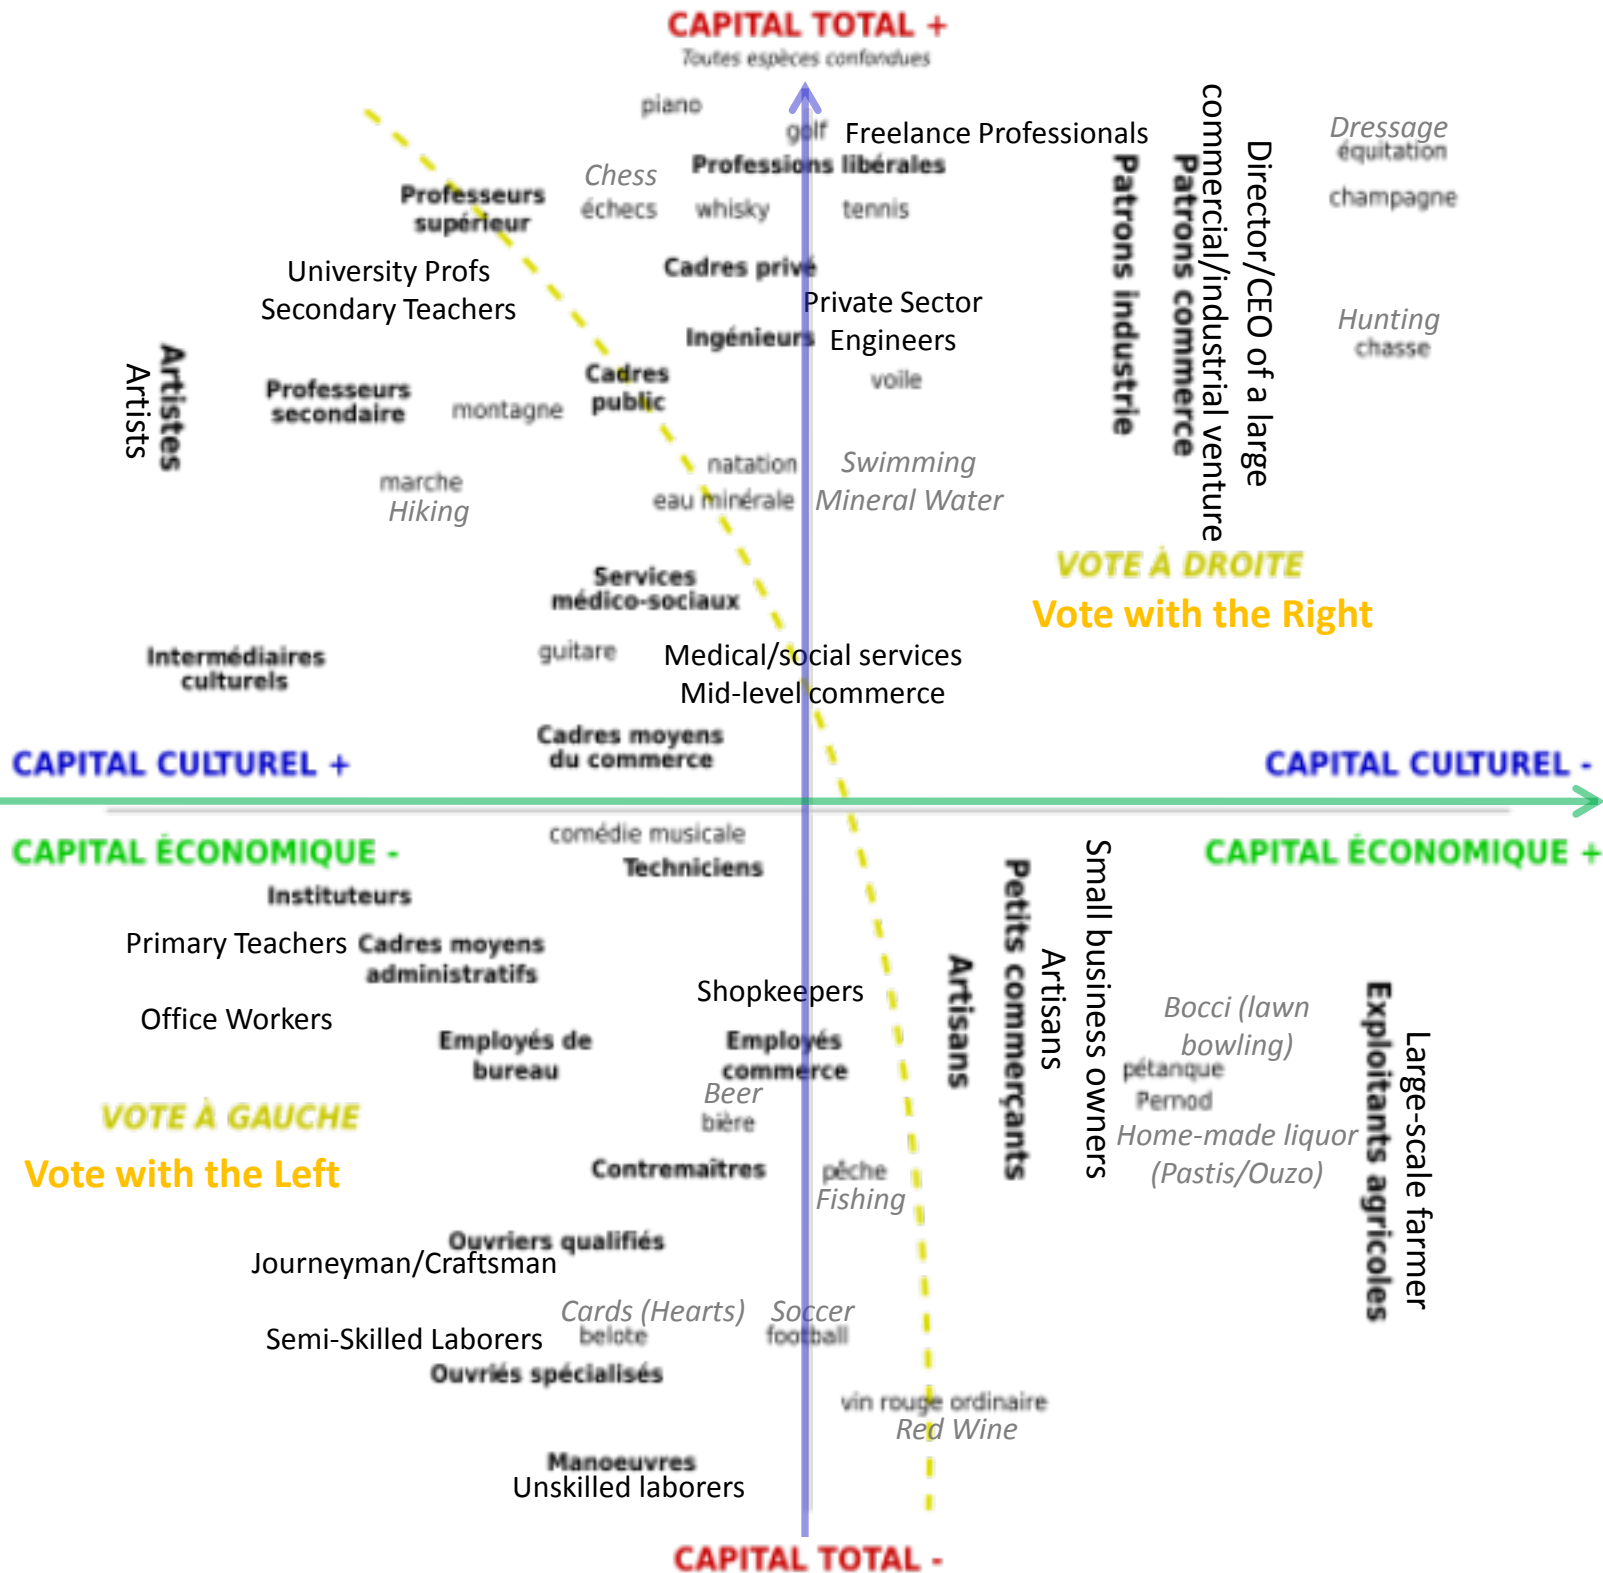 CAPITAL TOTAL +
Toutes espèces confondues
piano
golf
Freelance Professionals
Professions libérales
Chess
échecs
whisky
tennis
Professeurs
supérieur
University Profs
Secondary Teachers
Cadres privé
Private Sector
Ingénieurs
Engineers
voile
Patrons industrie
Patrons commerce
commercial/industrial venture
Director/CEO of a large
Dressage
équitation
champagne
Hunting
chasse
Artists
Artistes
Professeurs
secondaire
montagne
Cadres
public
marche
Hiking
natation
Swimming
eau minérale
Mineral Water
VOTE À DROITE
Vote with the Right
Services
médico-sociaux
Intermédiaires
culturels
guitare
Medical/social services
Mid-level commerce
Cadres moyens
du commerce
CAPITAL CULTUREL +
CAPITAL CULTUREL -
CAPITAL ÉCONOMIQUE -
CAPITAL ÉCONOMIQUE +
comédie musicale
Techniciens
Instituteurs
Primary Teachers
Cadres moyens
administratifs
Office Workers
Shopkeepers
Employés de
bureau
Employés
commerce
Beer
bière
Artisans
Petits commerçants
Artisans
Small business owners
Bocci (lawn
bowling)
pétanque
Pernod
Home-made liquor
(Pastis/Ouzo)
Exploitants agricoles
Large-scale farmer
VOTE À GAUCHE
Vote with the Left
Contremaîtres
pêche
Fishing
Ouvriers qualifiés
Journeyman/Craftsman
Cards (Hearts)
Soccer
Semi-Skilled Laborers
belote
football
Ouvriés spécialisés
vin rouge ordinaire
Red Wine
Manoeuvres
Unskilled laborers
CAPITAL TOTAL -